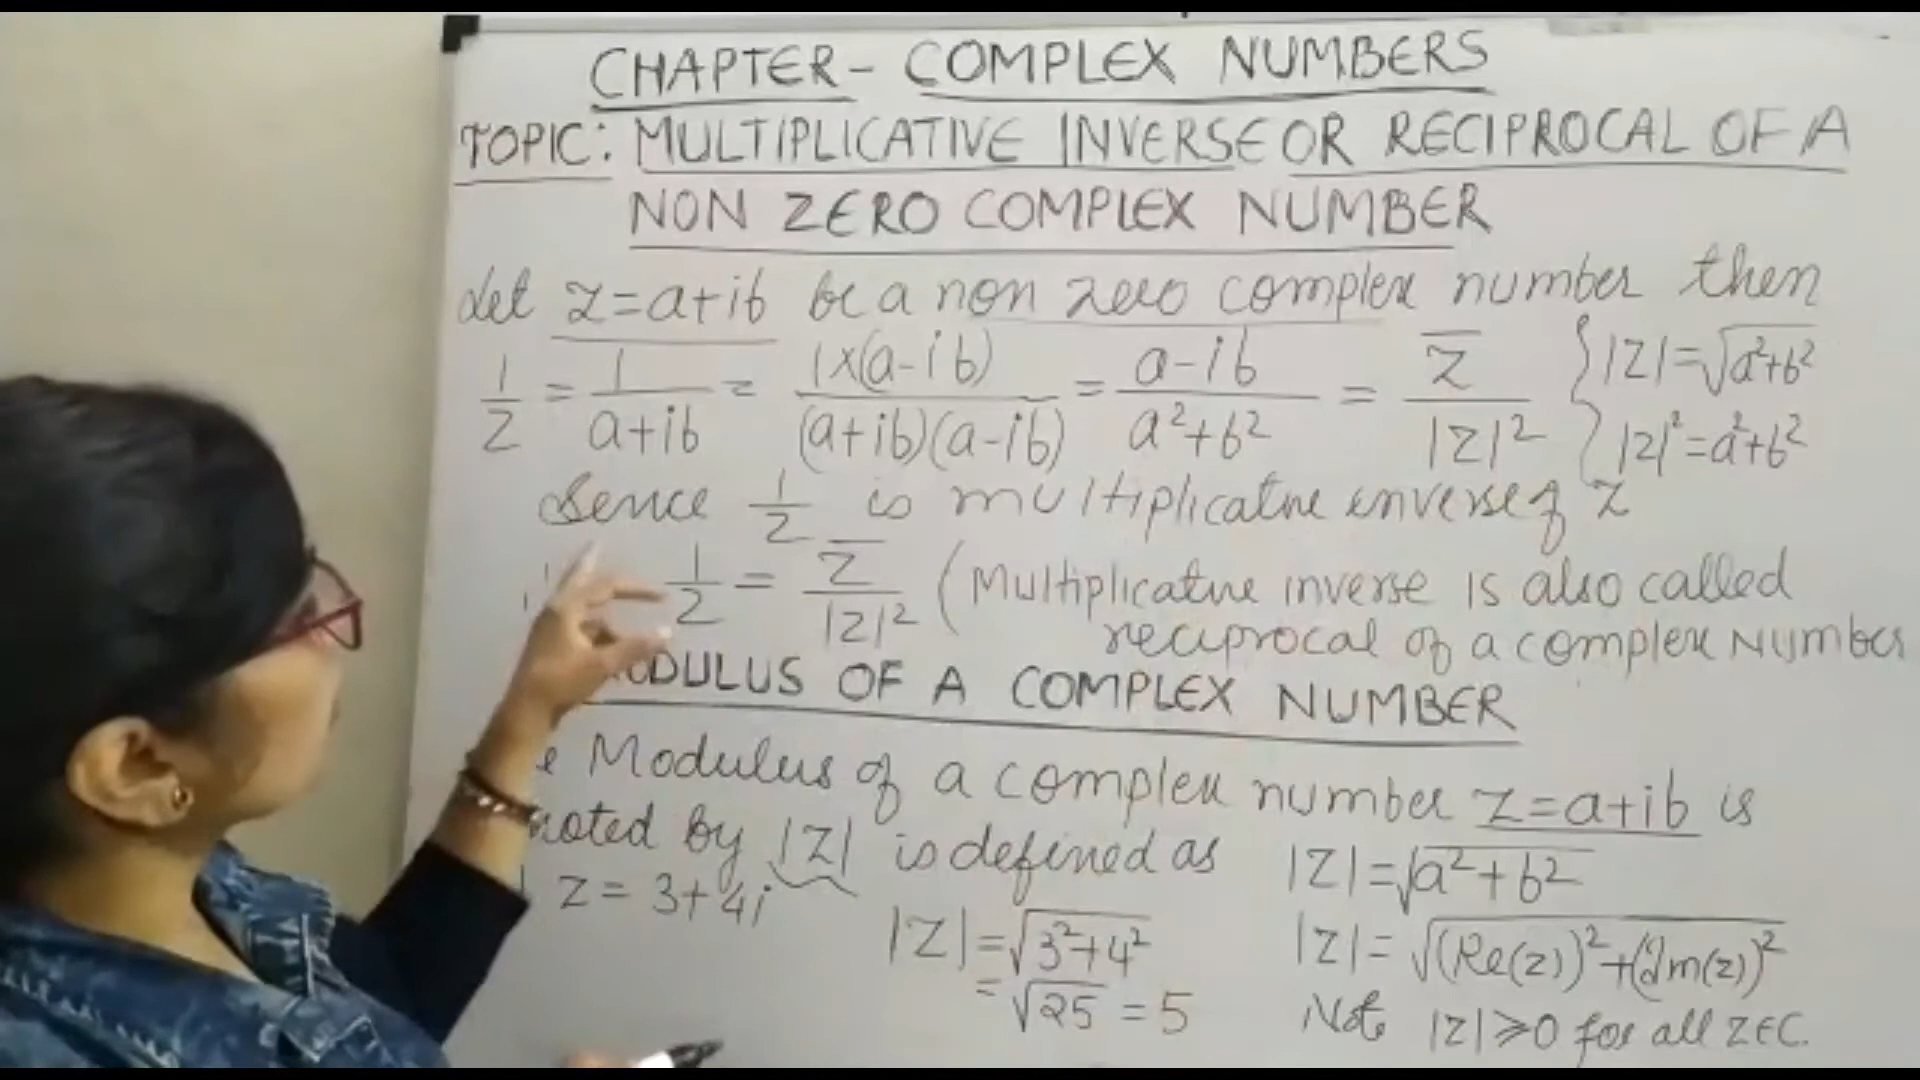 CHAPTER- COMPLEX NUMBERS
TOPIC: MULTIPLICATIVE INVERSE OR RECIPROCAL OF A
NON ZERO COMPLEX NUMBER
Let z=a+ib be a non zero complex number then
1/z = 1/(a+ib) = 1×(a-ib)/(a+ib)(a-ib) = (a-ib)/(a²+b²) = z̅/|z|² { |z|=√(a²+b²)
|z|²=a²+b²
Hence 1/z is multiplicative inverse of z
1/z = z̅/|z|² (Multiplicative inverse is also called
reciprocal of a complex Number
MODULUS OF A COMPLEX NUMBER
Modulus of a complex number z=a+ib is
noted by |z| is defined as |z|=√(a²+b²)
z= 3+4i
|z|=√(3²+4²) |z|= √((Re(z))²+(Im(z))²)
= √25 = 5 Note |z|≥0 for all z∈C.